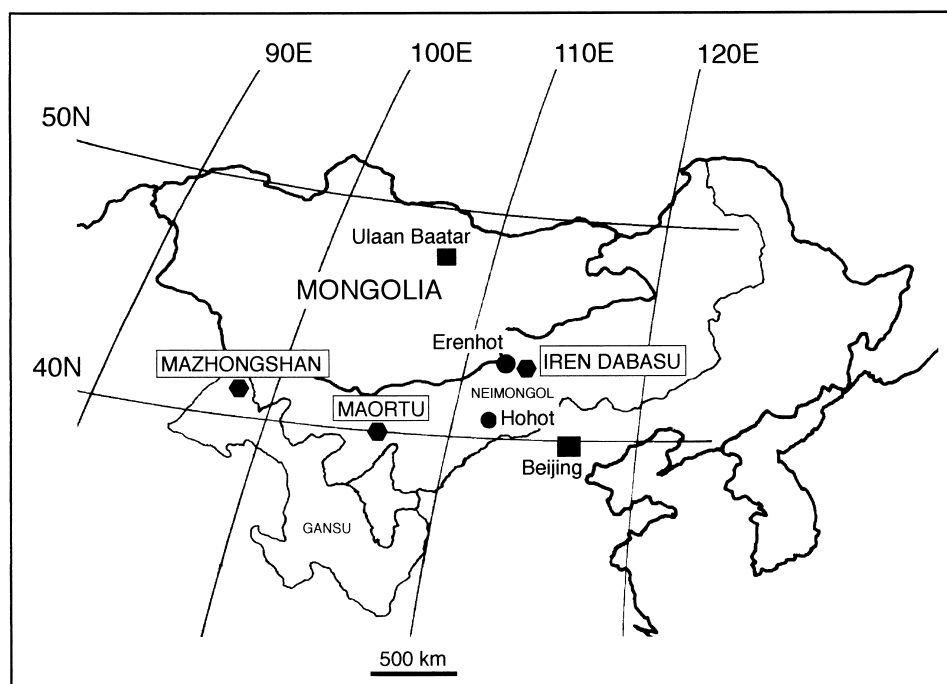 90E
100E
110E
120E
50N
Ulaan Baatar
MONGOLIA
Erenhot
IREN DABASU
MAZHONGSHAN
40N
MAORTU
NEIMONGOL
Hohot
Beijing
GANSU
500 km